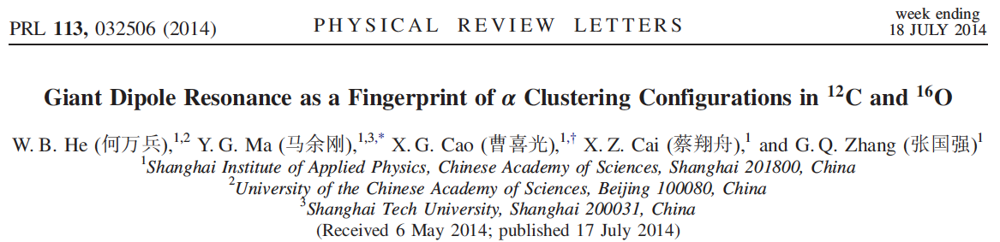 PRL 113, 032506 (2014)
PHYSICAL REVIEW LETTERS
week ending
18 JULY 2014
Giant Dipole Resonance as a Fingerprint of α Clustering Configurations in ¹²C and ¹⁶O
W. B. He (何万兵),¹,² Y. G. Ma (马余刚),¹,³,* X. G. Cao (曹喜光),¹,† X. Z. Cai (蔡翔舟),¹ and G. Q. Zhang (张国强)¹
¹Shanghai Institute of Applied Physics, Chinese Academy of Sciences, Shanghai 201800, China
²University of the Chinese Academy of Sciences, Beijing 100080, China
³Shanghai Tech University, Shanghai 200031, China
(Received 6 May 2014; published 17 July 2014)